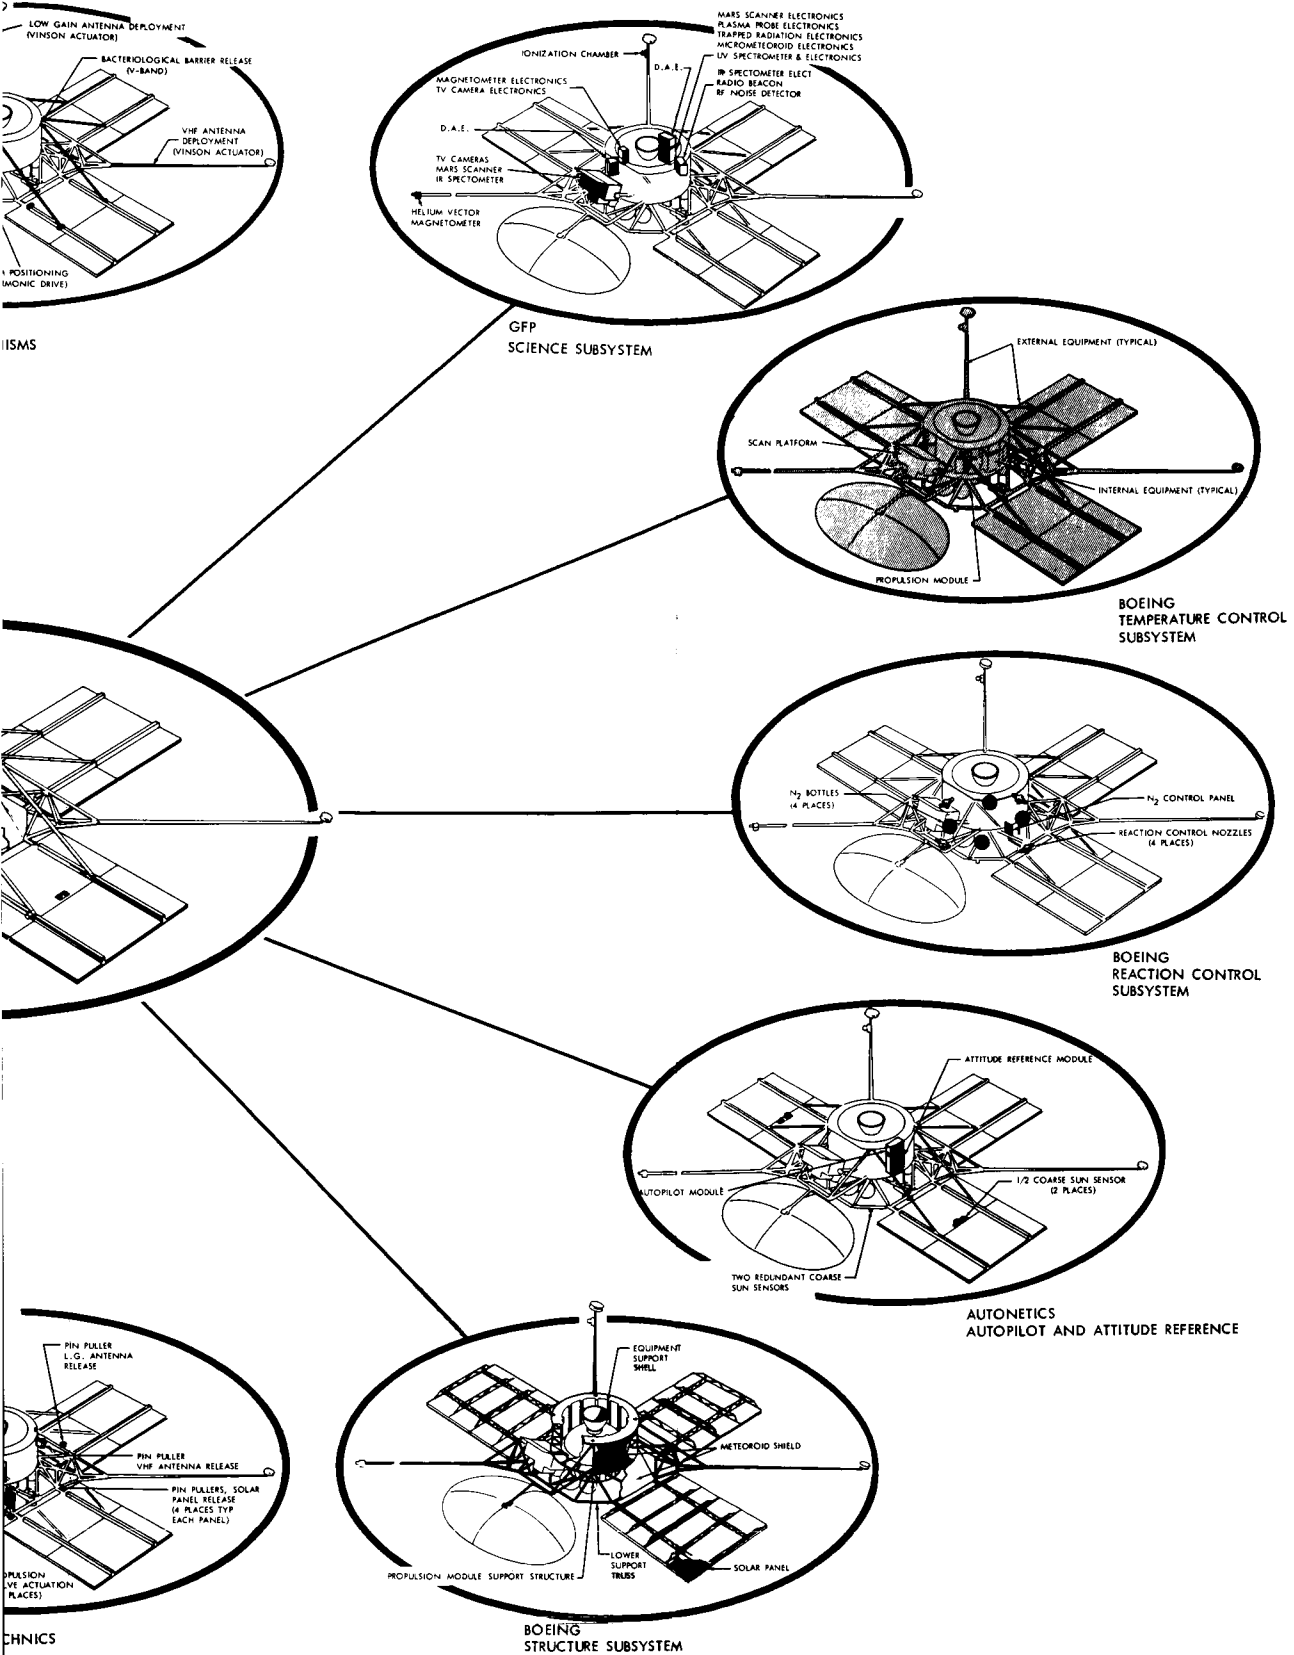 LOW GAIN ANTENNA DEPLOYMENT
(VINSON ACTUATOR)
BACTERIOLOGICAL BARRIER RELEASE
(V-BAND)
VHF ANTENNA
DEPLOYMENT
(VINSON ACTUATOR)
POSITIONING
MONIC DRIVE)
IISMS
MARS SCANNER ELECTRONICS
PLASMA PROBE ELECTRONICS
TRAPPED RADIATION ELECTRONICS
MICROMETEOROID ELECTRONICS
UV SPECTROMETER & ELECTRONICS
IONIZATION CHAMBER
D.A.E.
IR SPECTOMETER ELECT
RADIO BEACON
RF NOISE DETECTOR
MAGNETOMETER ELECTRONICS
TV CAMERA ELECTRONICS
D.A.E.
TV CAMERAS
MARS SCANNER
IR SPECTOMETER
HELIUM VECTOR
MAGNETOMETER
GFP
SCIENCE SUBSYSTEM
EXTERNAL EQUIPMENT (TYPICAL)
SCAN PLATFORM
INTERNAL EQUIPMENT (TYPICAL)
PROPULSION MODULE
BOEING
TEMPERATURE CONTROL
SUBSYSTEM
N2 BOTTLES
(4 PLACES)
N2 CONTROL PANEL
REACTION CONTROL NOZZLES
(4 PLACES)
BOEING
REACTION CONTROL
SUBSYSTEM
ATTITUDE REFERENCE MODULE
AUTOPILOT MODULE
1/2 COARSE SUN SENSOR
(2 PLACES)
TWO REDUNDANT COARSE
SUN SENSORS
AUTONETICS
AUTOPILOT AND ATTITUDE REFERENCE
PIN PULLER
L.G. ANTENNA
RELEASE
PIN PULLER
VHF ANTENNA RELEASE
PIN PULLERS, SOLAR
PANEL RELEASE
(4 PLACES TYP
EACH PANEL)
OPULSION
LVE ACTUATION
PLACES)
CHNICS
EQUIPMENT
SUPPORT
SHELL
METEOROID SHIELD
LOWER
SUPPORT
TRUSS
SOLAR PANEL
PROPULSION MODULE SUPPORT STRUCTURE
BOEING
STRUCTURE SUBSYSTEM